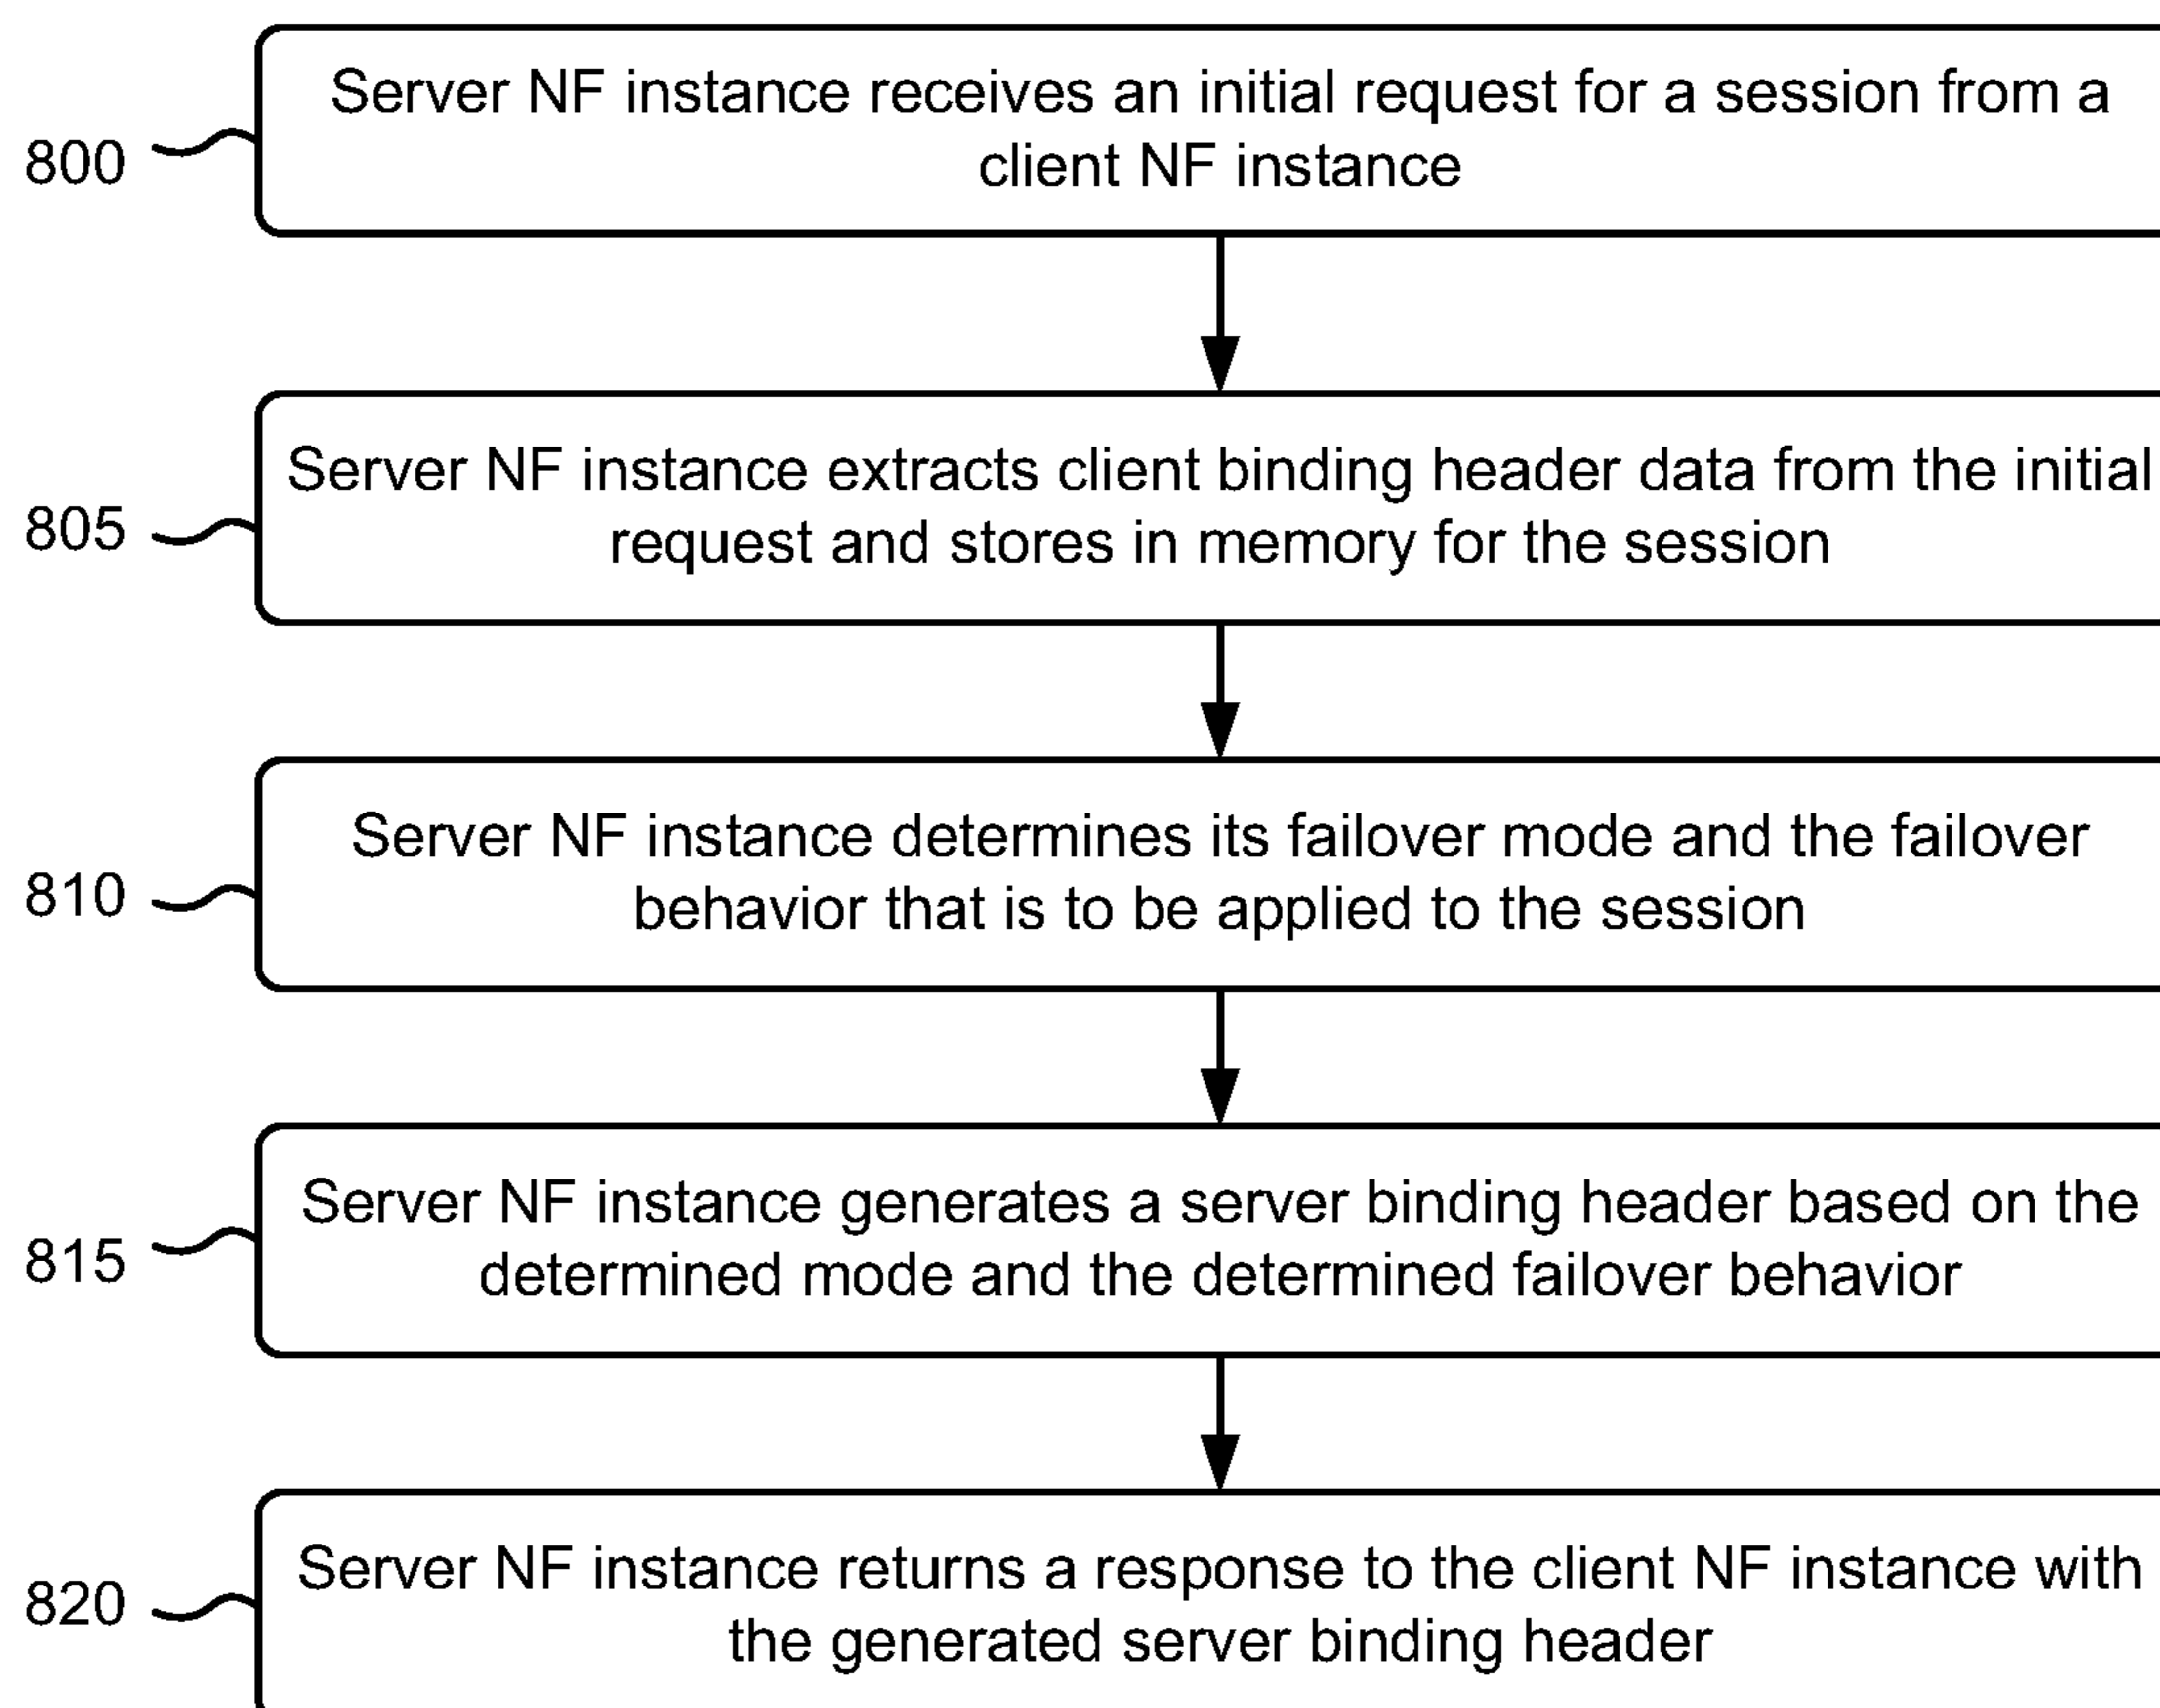 Server NF instance receives an initial request for a session from a
client NF instance
800
Server NF instance extracts client binding header data from the initial
request and stores in memory for the session
805
Server NF instance determines its failover mode and the failover
behavior that is to be applied to the session
810
Server NF instance generates a server binding header based on the
determined mode and the determined failover behavior
815
Server NF instance returns a response to the client NF instance with
the generated server binding header
820